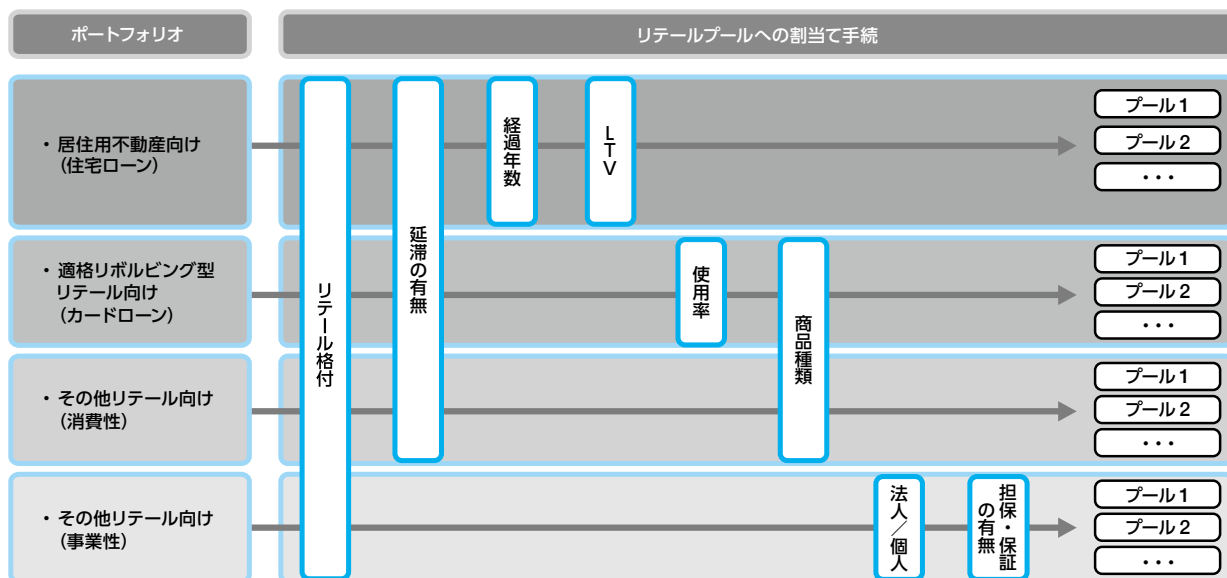 ポートフォリオ
リテールプールへの割当て手続
・居住用不動産向け
（住宅ローン）
・適格リボルビング型
リテール向け
（カードローン）
・その他リテール向け
（消費性）
・その他リテール向け
（事業性）
リテール格付
延滞の有無
経過年数
LTV
使用率
商品種類
法人／個人
担保・保証
の有無
プール1
プール2
・・・
プール1
プール2
・・・
プール1
プール2
・・・
プール1
プール2
・・・